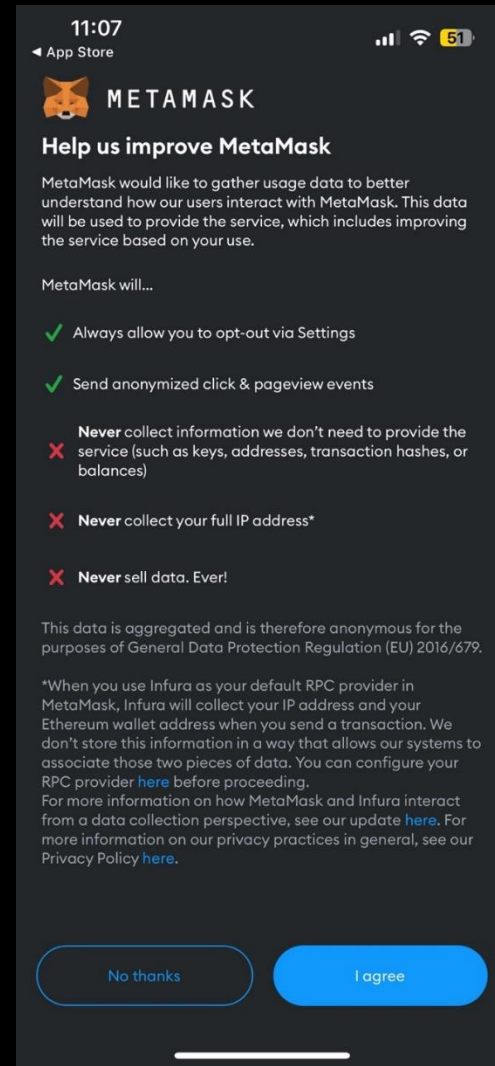 11:07
51
◀ App Store
METAMASK
Help us improve MetaMask
MetaMask would like to gather usage data to better
understand how our users interact with MetaMask. This data
will be used to provide the service, which includes improving
the service based on your use.
MetaMask will...
Always allow you to opt-out via Settings
Send anonymized click & pageview events
Never collect information we don’t need to provide the
service (such as keys, addresses, transaction hashes, or
balances)
Never collect your full IP address*
Never sell data. Ever!
This data is aggregated and is therefore anonymous for the
purposes of General Data Protection Regulation (EU) 2016/679.
*When you use Infura as your default RPC provider in
MetaMask, Infura will collect your IP address and your
Ethereum wallet address when you send a transaction. We
don’t store this information in a way that allows our systems to
associate those two pieces of data. You can configure your
RPC provider here before proceeding.
For more information on how MetaMask and Infura interact
from a data collection perspective, see our update here. For
more information on our privacy practices in general, see our
Privacy Policy here.
No thanks
I agree